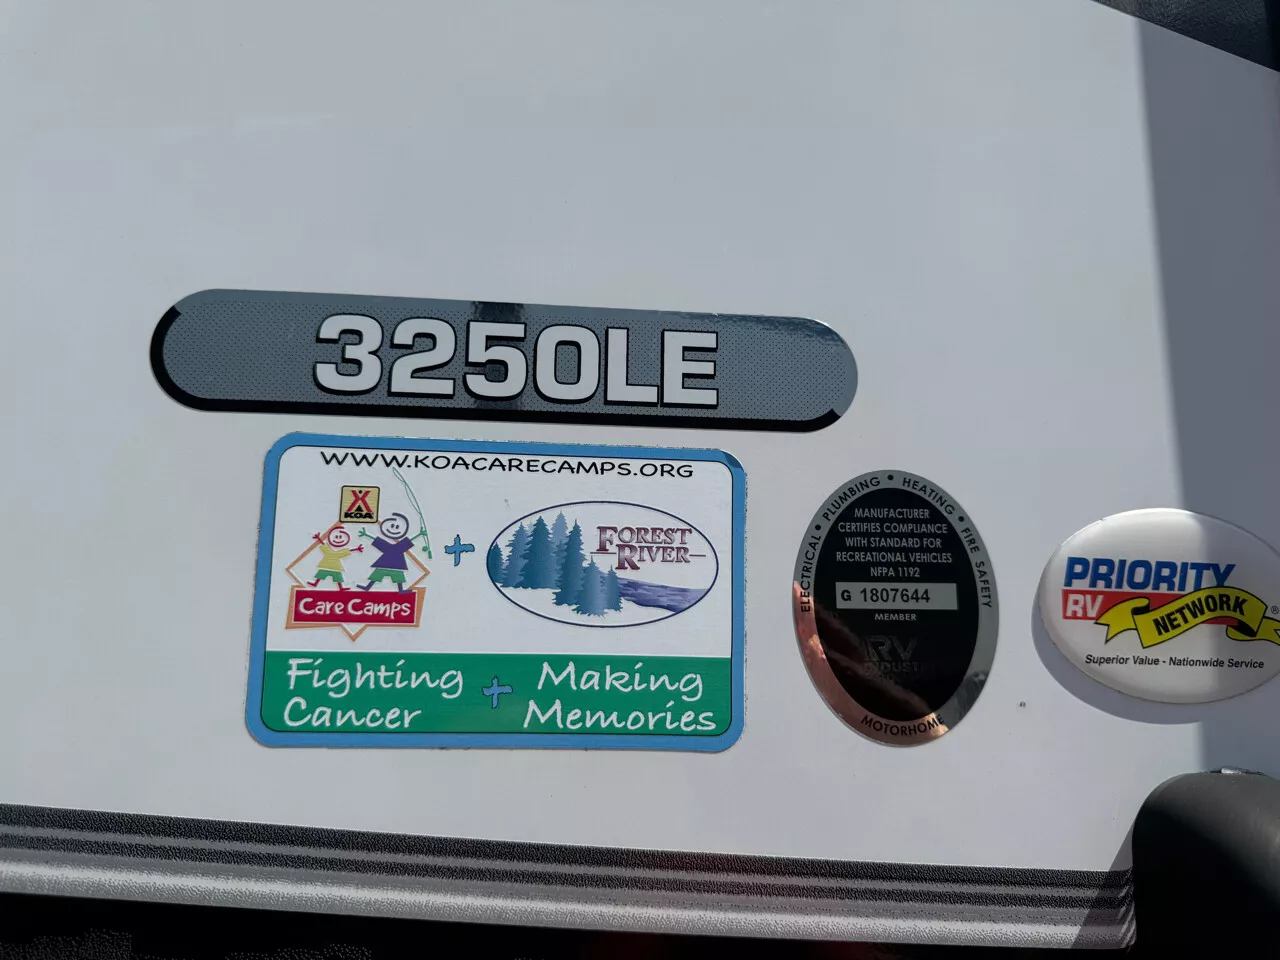 3250LE
WWW.KOACARECAMPS.ORG
KOA
Care Camps
+
FOREST
RIVER
Fighting
Cancer
+
Making
Memories
ELECTRICAL • PLUMBING • HEATING • FIRE SAFETY
MANUFACTURER
CERTIFIES COMPLIANCE
WITH STANDARD FOR
RECREATIONAL VEHICLES
NFPA 1192
G 1807644
MEMBER
RV
MOTORHOME
PRIORITY
RV
NETWORK
®
Superior Value - Nationwide Service